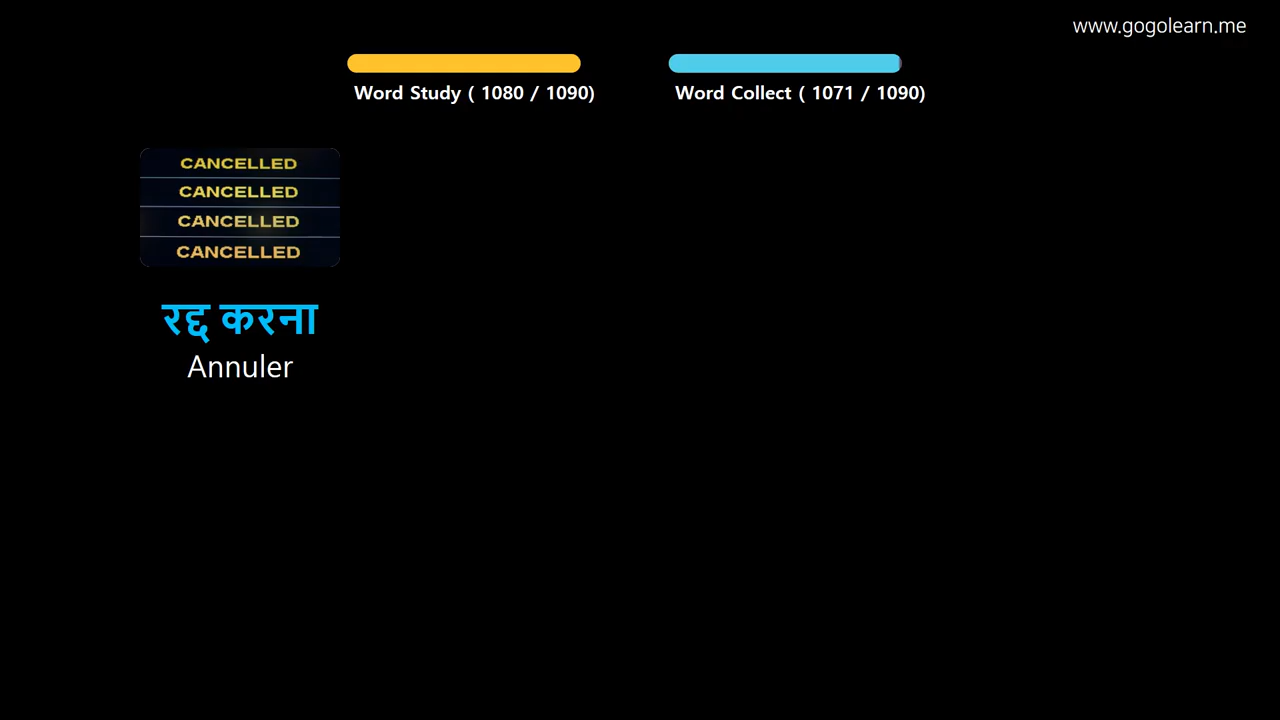 www.gogolearn.me
Word Study ( 1080 / 1090)
Word Collect ( 1071 / 1090)
CANCELLED
CANCELLED
CANCELLED
CANCELLED
रद्द करना
Annuler